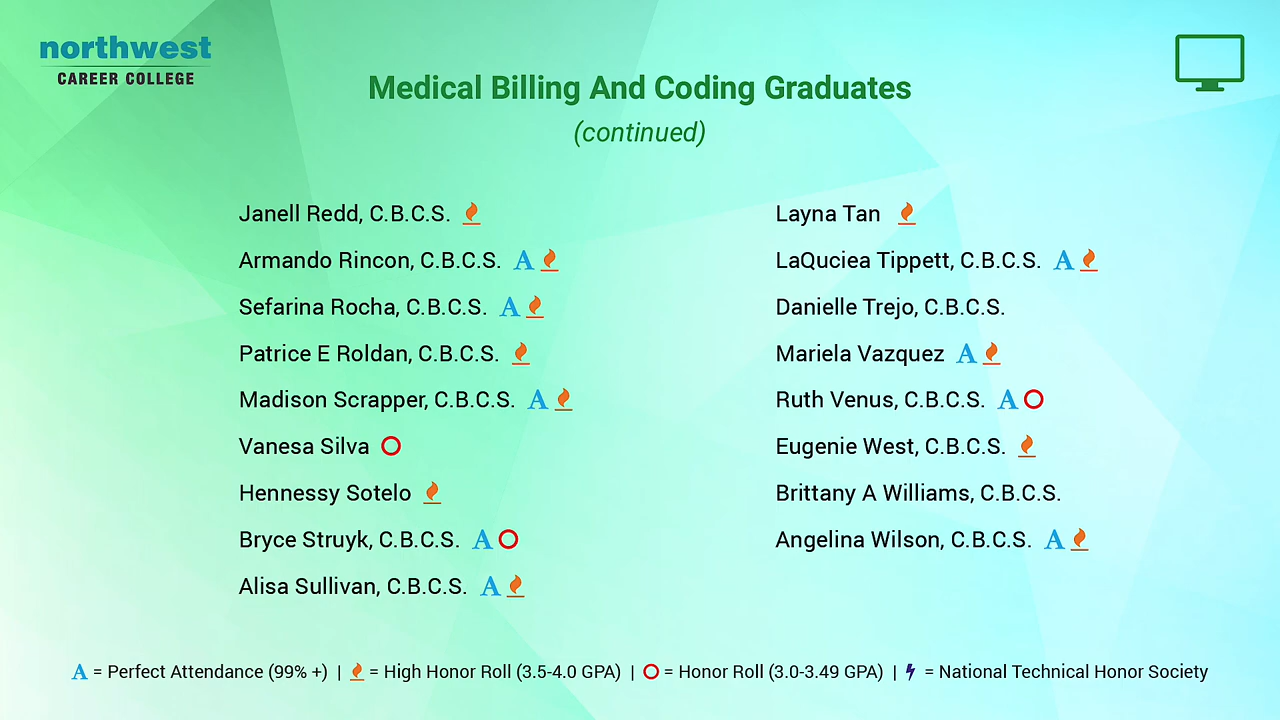 northwest
CAREER COLLEGE
Medical Billing And Coding Graduates
(continued)
Janell Redd, C.B.C.S.
Armando Rincon, C.B.C.S. A
Sefarina Rocha, C.B.C.S. A
Patrice E Roldan, C.B.C.S.
Madison Scrapper, C.B.C.S. A
Vanesa Silva
Hennessy Sotelo
Bryce Struyk, C.B.C.S. A
Alisa Sullivan, C.B.C.S. A
Layna Tan
LaQuciea Tippett, C.B.C.S. A
Danielle Trejo, C.B.C.S.
Mariela Vazquez A
Ruth Venus, C.B.C.S. A
Eugenie West, C.B.C.S.
Brittany A Williams, C.B.C.S.
Angelina Wilson, C.B.C.S. A
A = Perfect Attendance (99% +) | = High Honor Roll (3.5-4.0 GPA) | = Honor Roll (3.0-3.49 GPA) | = National Technical Honor Society